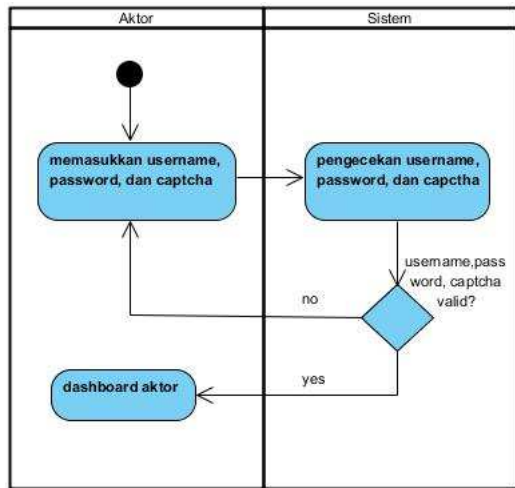 Aktor
Sistem
memasukkan username,
password, dan captcha
pengecekan username,
password, dan capctha
username,pass
word, captcha
valid?
no
yes
dashboard aktor